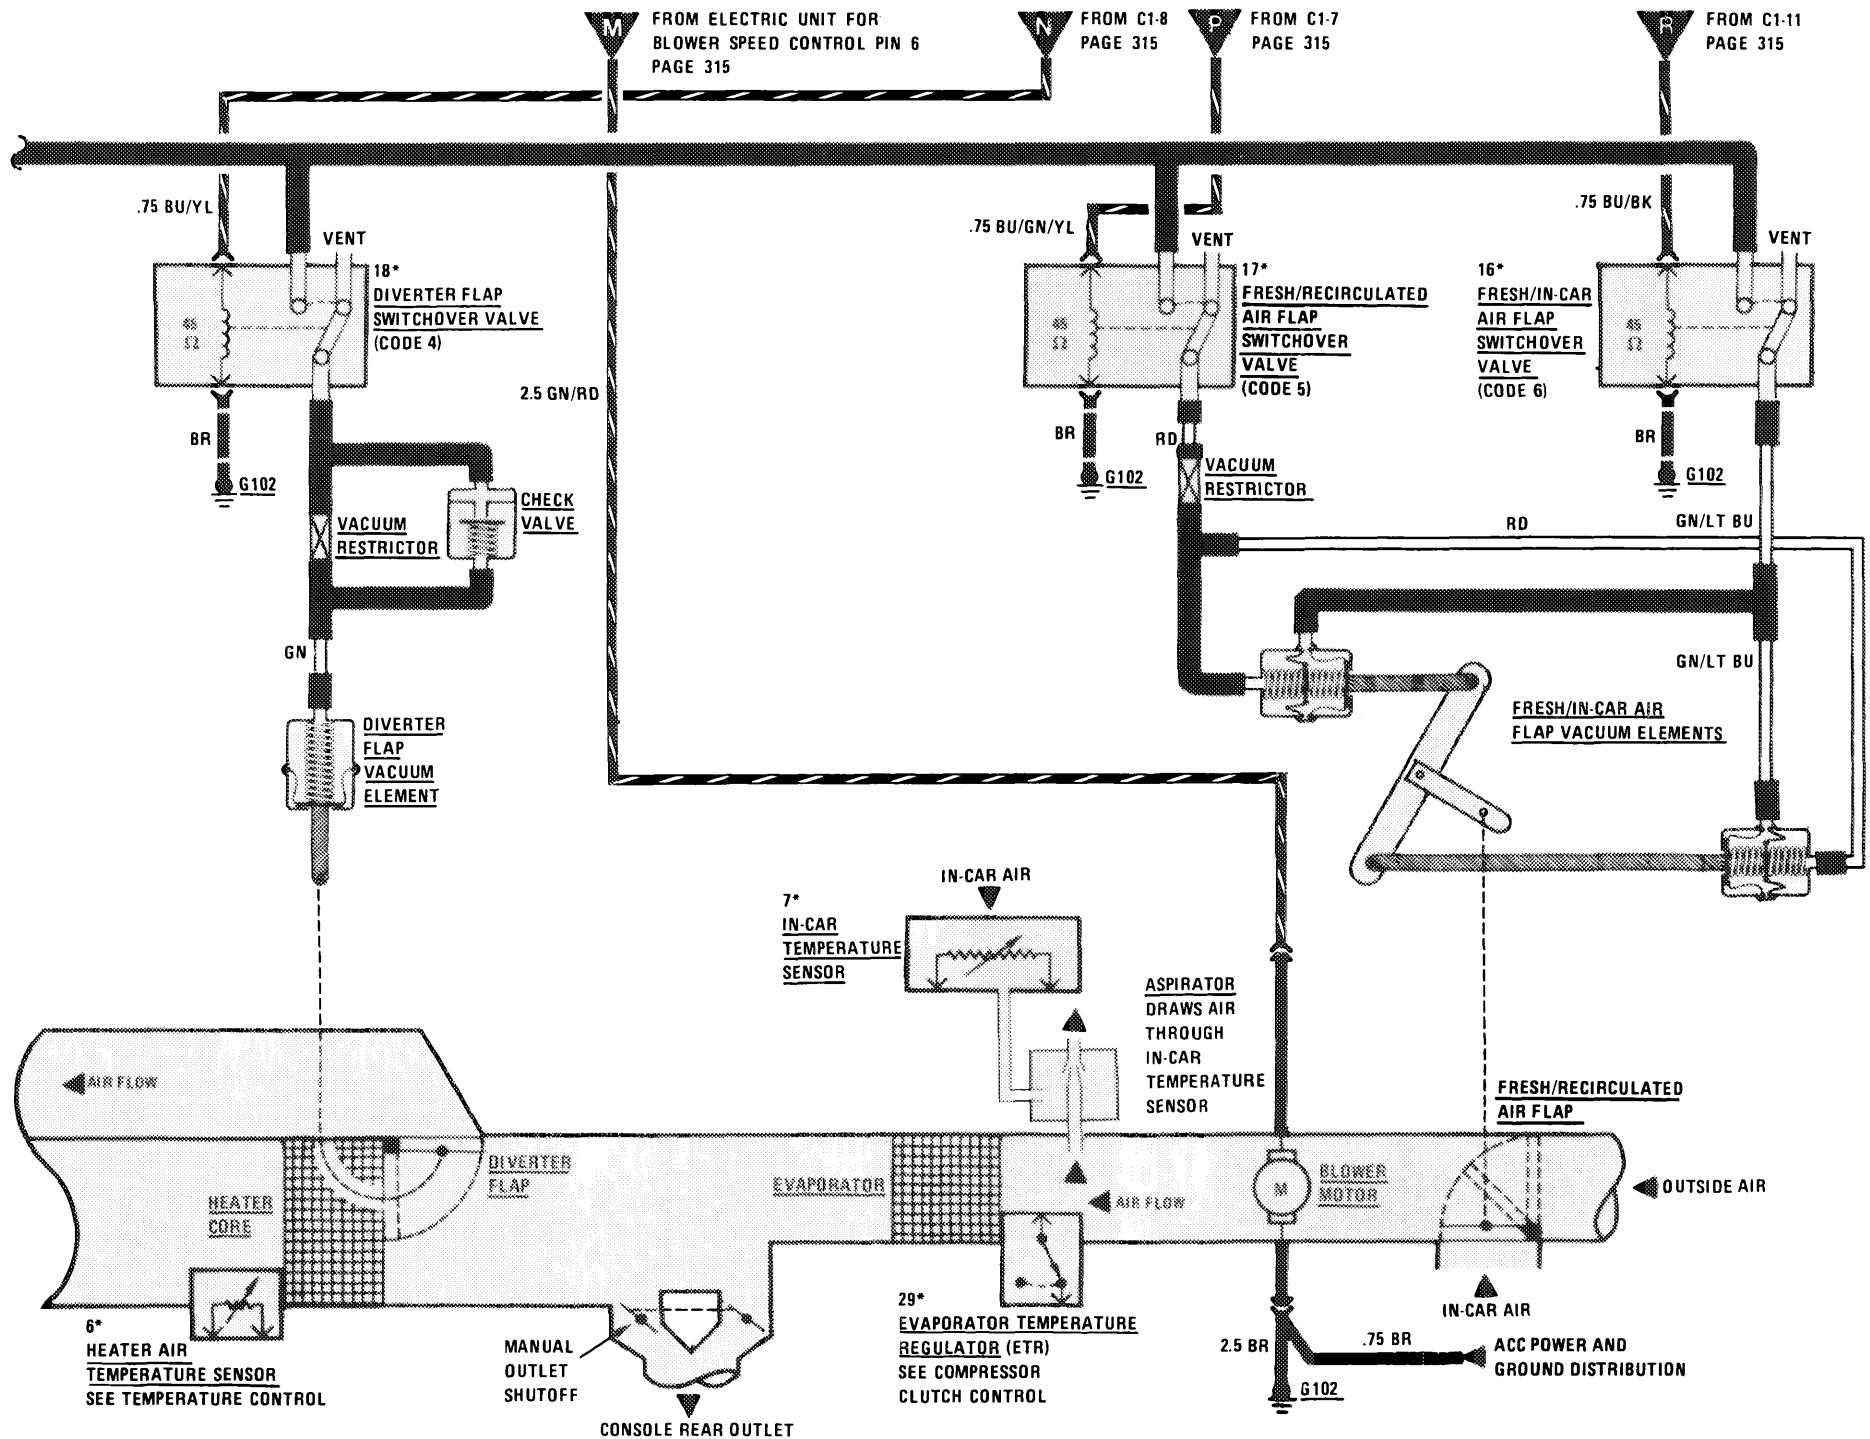 M
FROM ELECTRIC UNIT FOR
BLOWER SPEED CONTROL PIN 6
PAGE 315
N
FROM C1-8
PAGE 315
P
FROM C1-7
PAGE 315
R
FROM C1-11
PAGE 315
.75 BU/YL
.75 BU/GN/YL
.75 BU/BK
VENT
VENT
VENT
18*
DIVERTER FLAP
SWITCHOVER VALVE
(CODE 4)
45
Ω
17*
FRESH/RECIRCULATED
AIR FLAP
SWITCHOVER
VALVE
(CODE 5)
45
Ω
16*
FRESH/IN-CAR
AIR FLAP
SWITCHOVER
VALVE
(CODE 6)
45
Ω
2.5 GN/RD
BR
G102
BR
G102
BR
G102
RD
VACUUM
RESTRICTOR
CHECK
VALVE
VACUUM
RESTRICTOR
RD
GN/LT BU
GN
GN/LT BU
DIVERTER
FLAP
VACUUM
ELEMENT
FRESH/IN-CAR AIR
FLAP VACUUM ELEMENTS
IN-CAR AIR
7*
IN-CAR
TEMPERATURE
SENSOR
ASPIRATOR
DRAWS AIR
THROUGH
IN-CAR
TEMPERATURE
SENSOR
AIR FLOW
FRESH/RECIRCULATED
AIR FLAP
DIVERTER
FLAP
HEATER
CORE
EVAPORATOR
AIR FLOW
M
BLOWER
MOTOR
OUTSIDE AIR
IN-CAR AIR
6*
HEATER AIR
TEMPERATURE SENSOR
SEE TEMPERATURE CONTROL
MANUAL
OUTLET
SHUTOFF
CONSOLE REAR OUTLET
29*
EVAPORATOR TEMPERATURE
REGULATOR (ETR)
SEE COMPRESSOR
CLUTCH CONTROL
2.5 BR
.75 BR
ACC POWER AND
GROUND DISTRIBUTION
G102